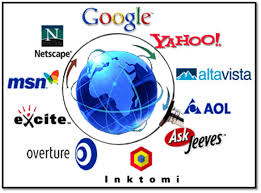 Google
Netscape
YAHOO!
msn
altavista
excite
AOL
Ask
Jeeves
overture
Inktomi